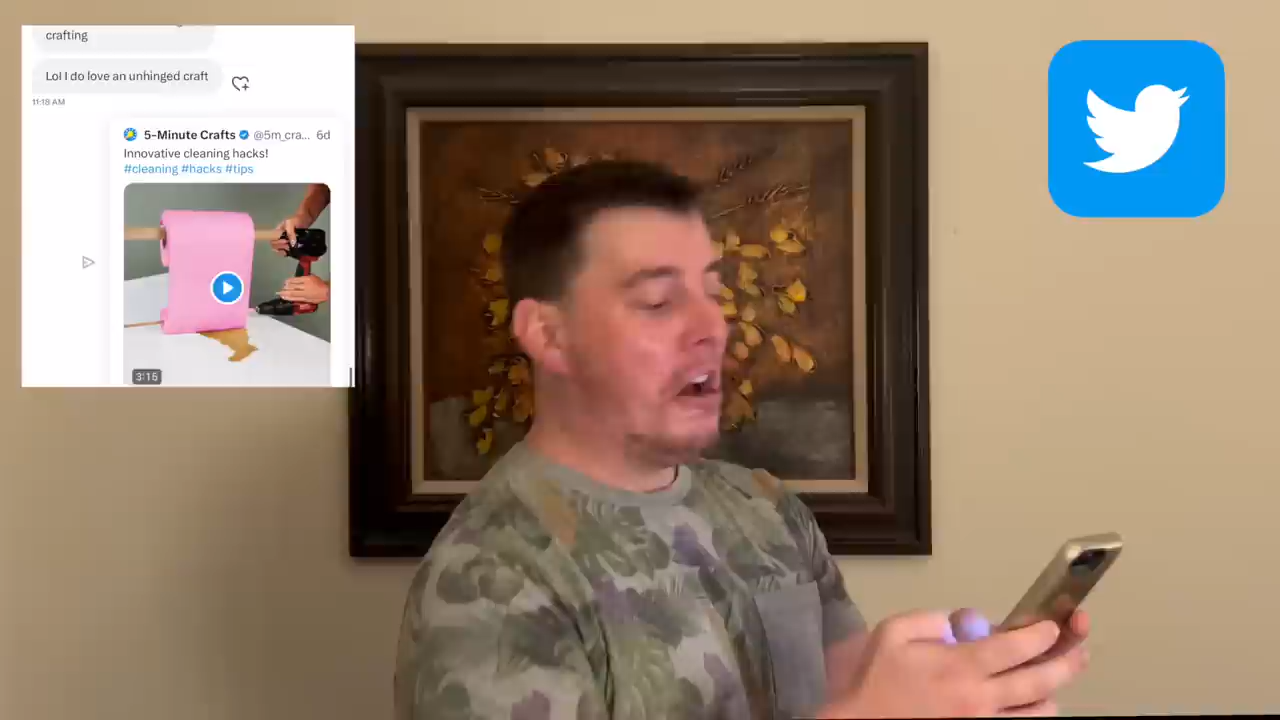 crafting
Lol I do love an unhinged craft
11:18 AM
5-Minute Crafts @5m_cra... 6d
Innovative cleaning hacks!
#cleaning #hacks #tips
3:15